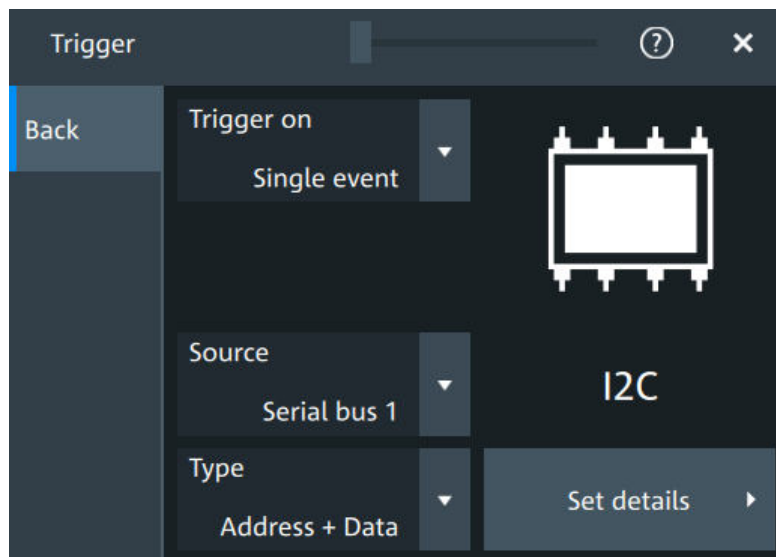 Trigger
?
Back
Trigger on
Single event
Source
Serial bus 1
I2C
Type
Address + Data
Set details